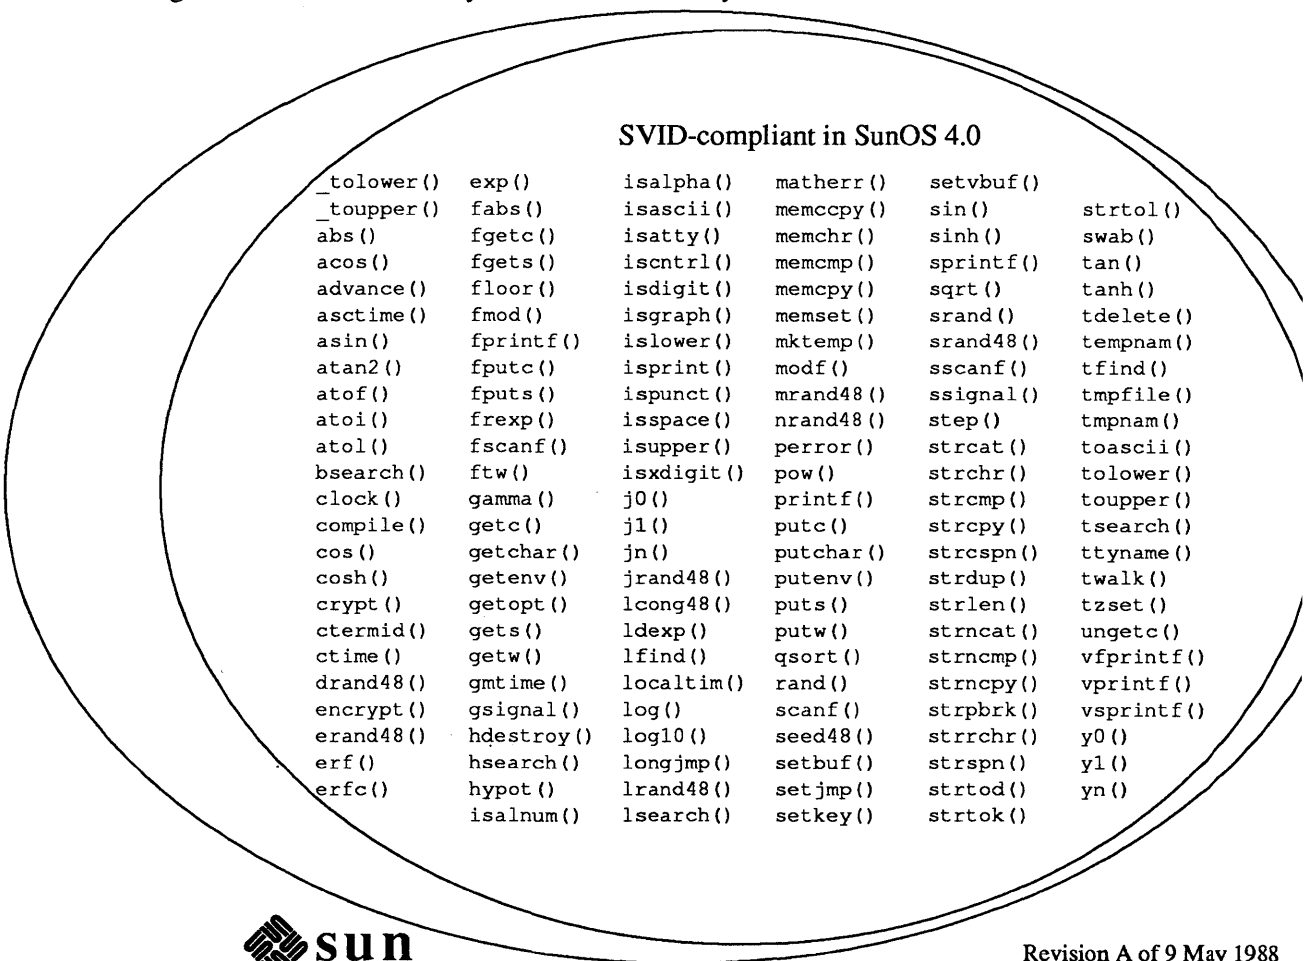 SVID-compliant in SunOS 4.0
_tolower() exp() isalpha() matherr() setvbuf()
_toupper() fabs() isascii() memccpy() sin() strtol()
abs() fgetc() isatty() memchr() sinh() swab()
acos() fgets() iscntrl() memcmp() sprintf() tan()
advance() floor() isdigit() memcpy() sqrt() tanh()
asctime() fmod() isgraph() memset() srand() tdelete()
asin() fprintf() islower() mktemp() srand48() tempnam()
atan2() fputc() isprint() modf() sscanf() tfind()
atof() fputs() ispunct() mrand48() ssignal() tmpfile()
atoi() frexp() isspace() nrand48() step() tmpnam()
atol() fscanf() isupper() perror() strcat() toascii()
bsearch() ftw() isxdigit() pow() strchr() tolower()
clock() gamma() j0() printf() strcmp() toupper()
compile() getc() j1() putc() strcpy() tsearch()
cos() getchar() jn() putchar() strcspn() ttyname()
cosh() getenv() jrand48() putenv() strdup() twalk()
crypt() getopt() lcong48() puts() strlen() tzset()
ctermid() gets() ldexp() putw() strncat() ungetc()
ctime() getw() lfind() qsort() strncmp() vfprintf()
drand48() gmtime() localtim() rand() strncpy() vprintf()
encrypt() gsignal() log() scanf() strpbrk() vsprintf()
erand48() hdestroy() log10() seed48() strrchr() y0()
erf() hsearch() longjmp() setbuf() strspn() y1()
erfc() hypot() lrand48() setjmp() strtod() yn()
isalnum() lsearch() setkey() strtok()
sun
Revision A of 9 May 1988